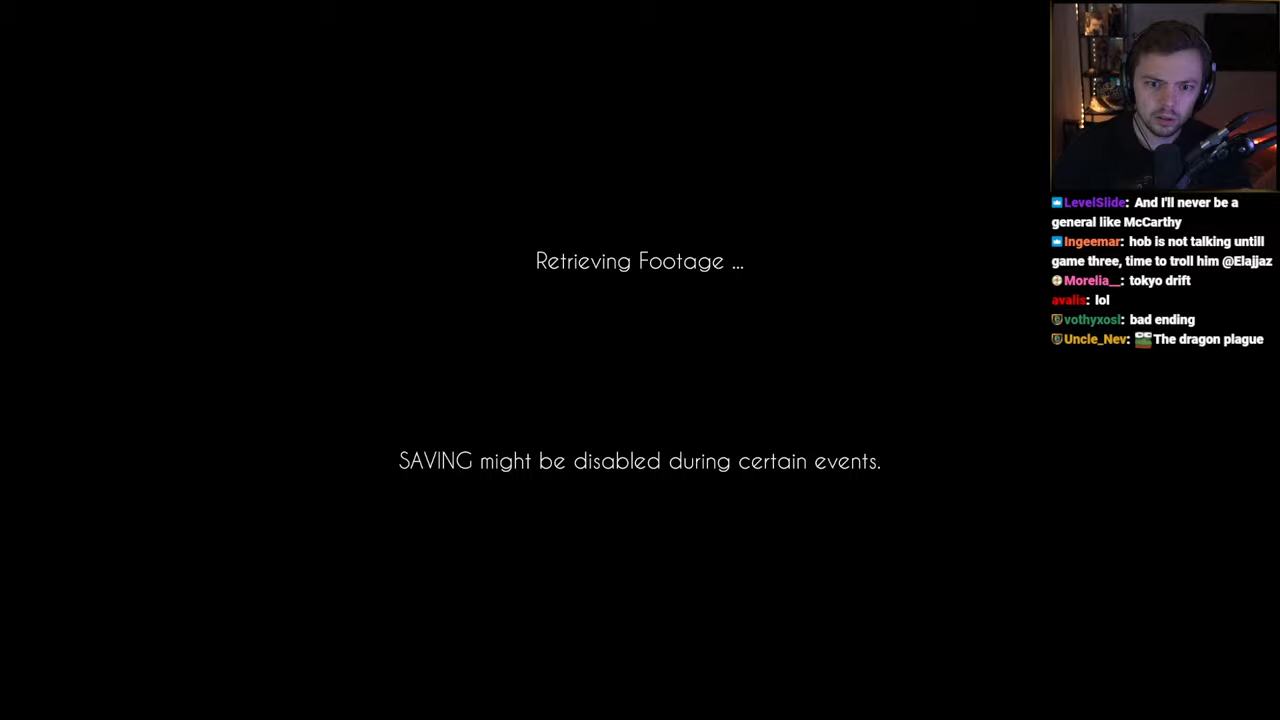 LevelSlide: And I'll never be a
general like McCarthy
Ingeemar: hob is not talking untill
game three, time to troll him @Elajjaz
Morelia__: tokyo drift
avalis: lol
vothyxosl: bad ending
Uncle_Nev: The dragon plague
Retrieving Footage ...
SAVING might be disabled during certain events.